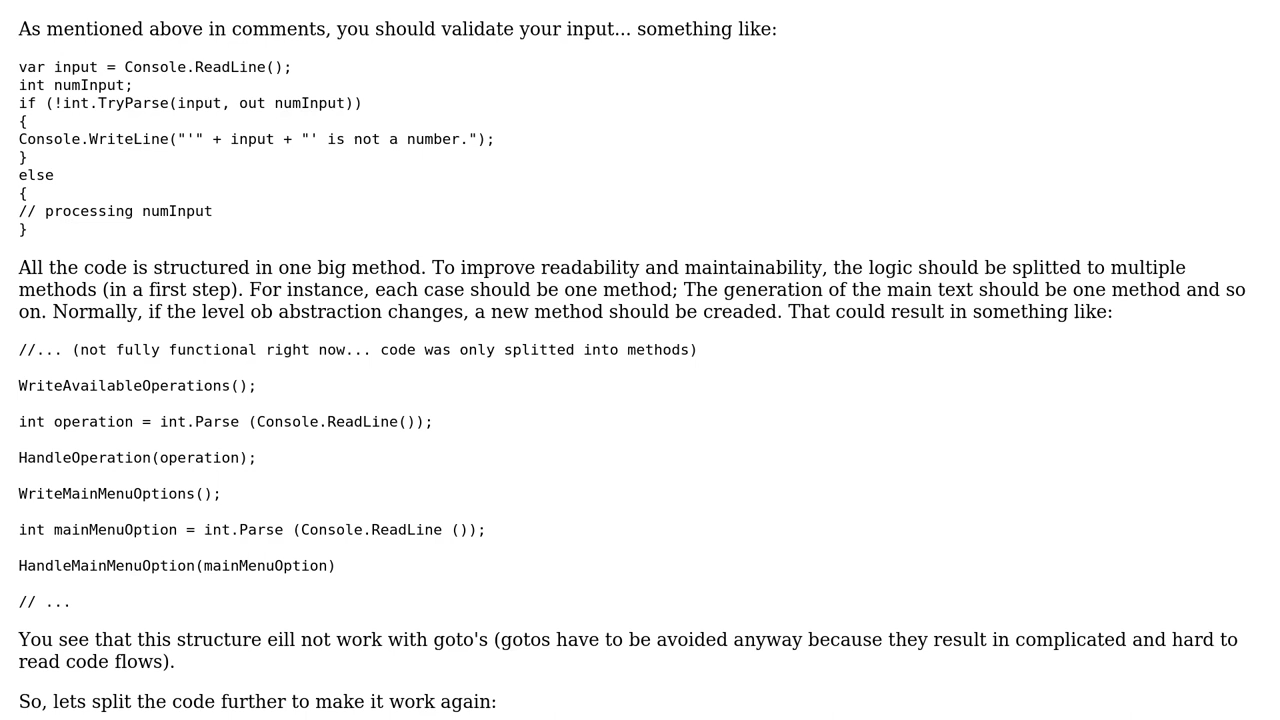 As mentioned above in comments, you should validate your input... something like:
var input = Console.ReadLine();
int numInput;
if (!int.TryParse(input, out numInput))
{
Console.WriteLine("'" + input + "' is not a number.");
}
else
{
// processing numInput
}
All the code is structured in one big method. To improve readability and maintainability, the logic should be splitted to multiple
methods (in a first step). For instance, each case should be one method; The generation of the main text should be one method and so
on. Normally, if the level ob abstraction changes, a new method should be creaded. That could result in something like:
//... (not fully functional right now... code was only splitted into methods)
WriteAvailableOperations();
int operation = int.Parse (Console.ReadLine());
HandleOperation(operation);
WriteMainMenuOptions();
int mainMenuOption = int.Parse (Console.ReadLine ());
HandleMainMenuOption(mainMenuOption)
// ...
You see that this structure eill not work with goto's (gotos have to be avoided anyway because they result in complicated and hard to
read code flows).
So, lets split the code further to make it work again: